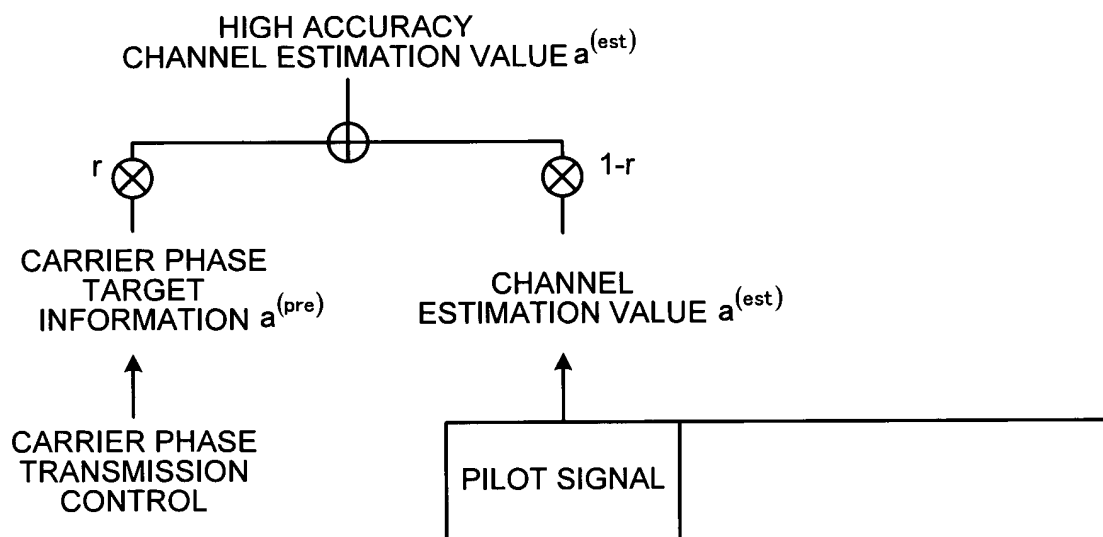 HIGH ACCURACY
CHANNEL ESTIMATION VALUE a(est)
r
1-r
CARRIER PHASE
TARGET
INFORMATION a(pre)
CHANNEL
ESTIMATION VALUE a(est)
CARRIER PHASE
TRANSMISSION
CONTROL
PILOT SIGNAL